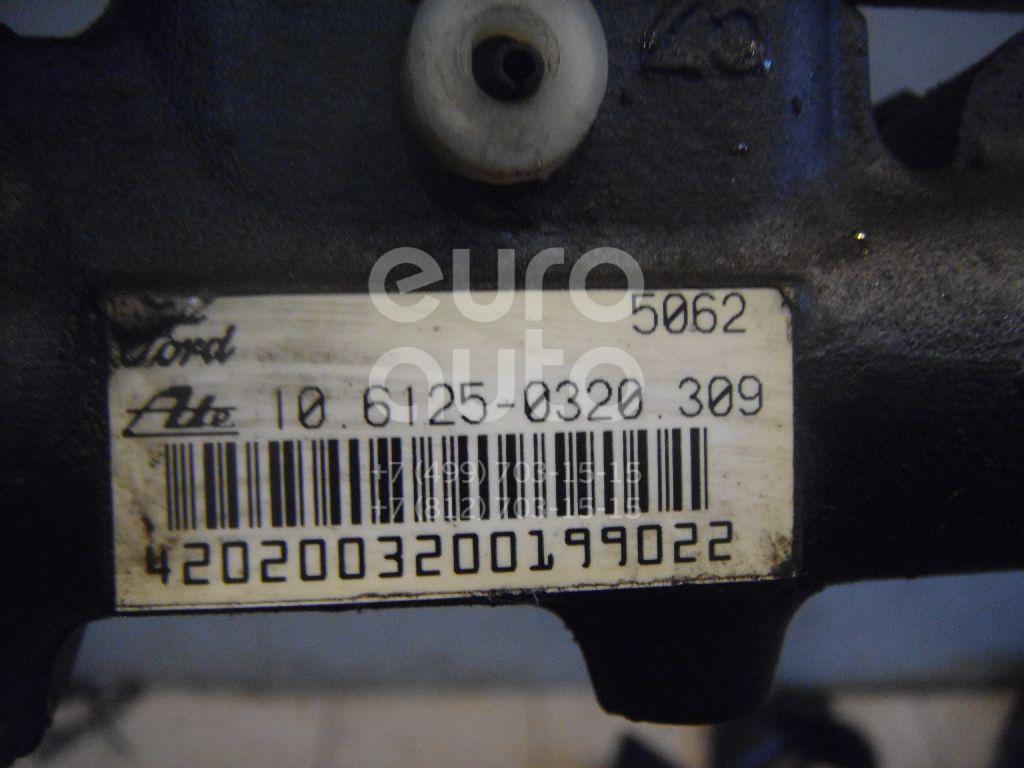 euro
auto
5062
Ford
Ate 10.6125-0320.309
+7 (499) 703-15-15
+7 (812) 703-15-15
4202003200199022